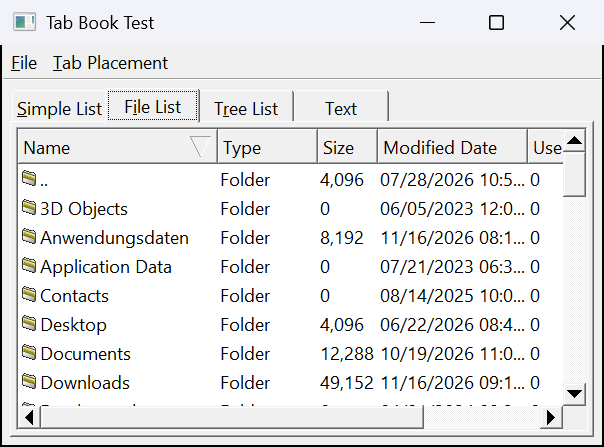 Tab Book Test
File Tab Placement
Simple List File List Tree List Text
Name Type Size Modified Date Use
.. Folder 4,096 07/28/2026 10:5... 0
3D Objects Folder 0 06/05/2023 12:0... 0
Anwendungsdaten Folder 8,192 11/16/2026 08:1... 0
Application Data Folder 0 07/21/2023 06:3... 0
Contacts Folder 0 08/14/2025 10:0... 0
Desktop Folder 4,096 06/22/2026 08:4... 0
Documents Folder 12,288 10/19/2026 11:0... 0
Downloads Folder 49,152 11/16/2026 09:1... 0